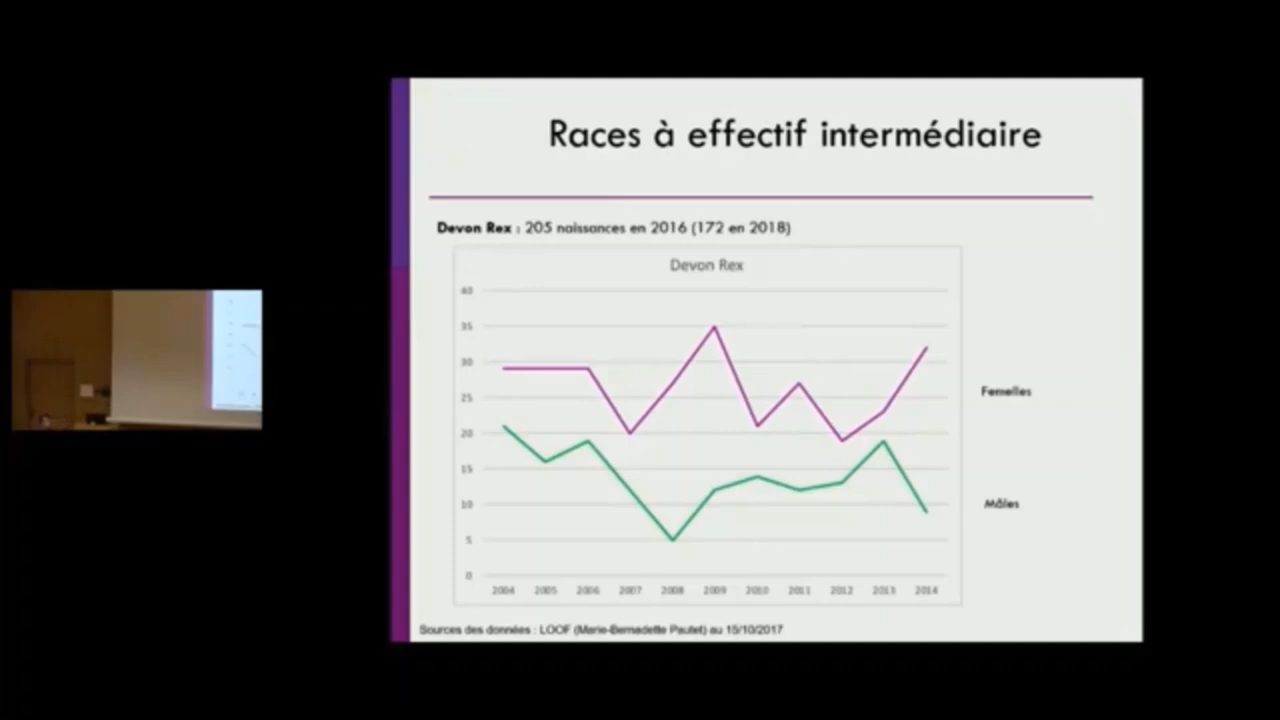 Races à effectif intermédiaire
Devon Rex : 205 naissances en 2016 (172 en 2018)
Devon Rex
40
35
30
25
20
15
10
5
0
2004 2005 2006 2007 2008 2009 2010 2011 2012 2013 2014
Femelles
Mâles
Sources des données : LOOF (Marie-Bernadette Pautet) au 15/10/2017